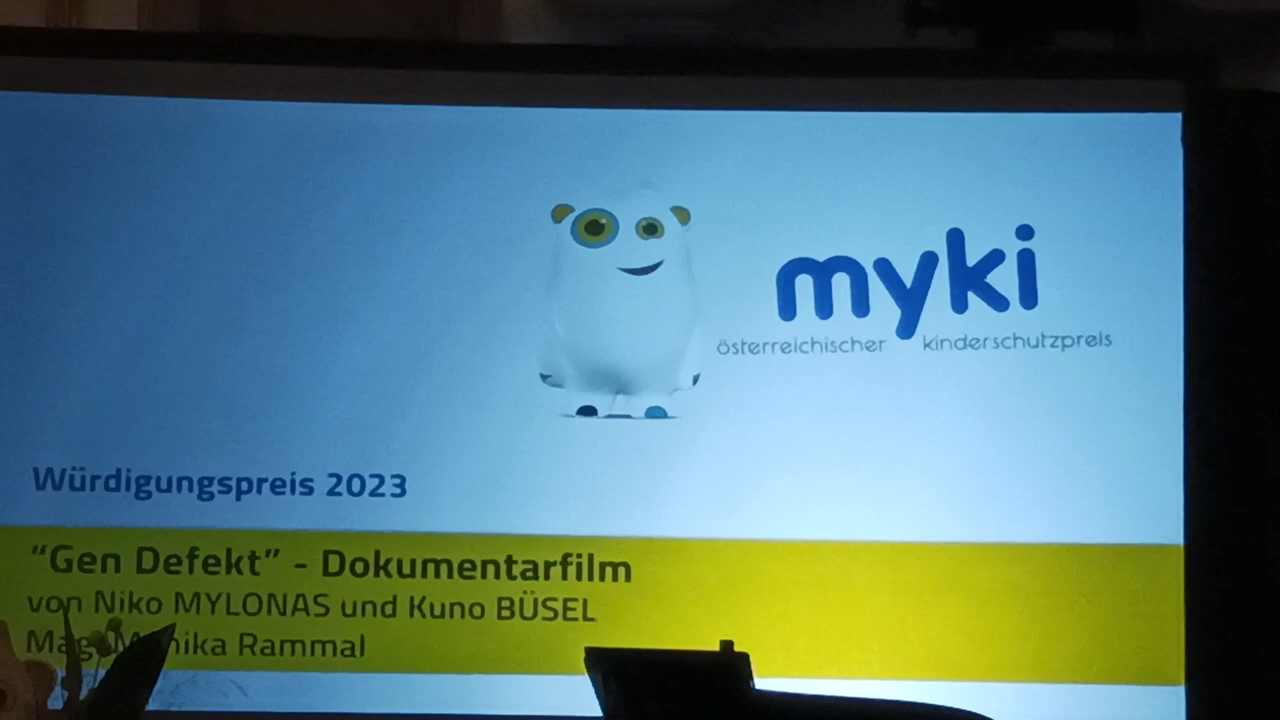 myki
österreichischer kinderschutzpreis
Würdigungspreis 2023
“Gen Defekt” - Dokumentarfilm
von Niko MYLONAS und Kuno BÜSEL
Rammal